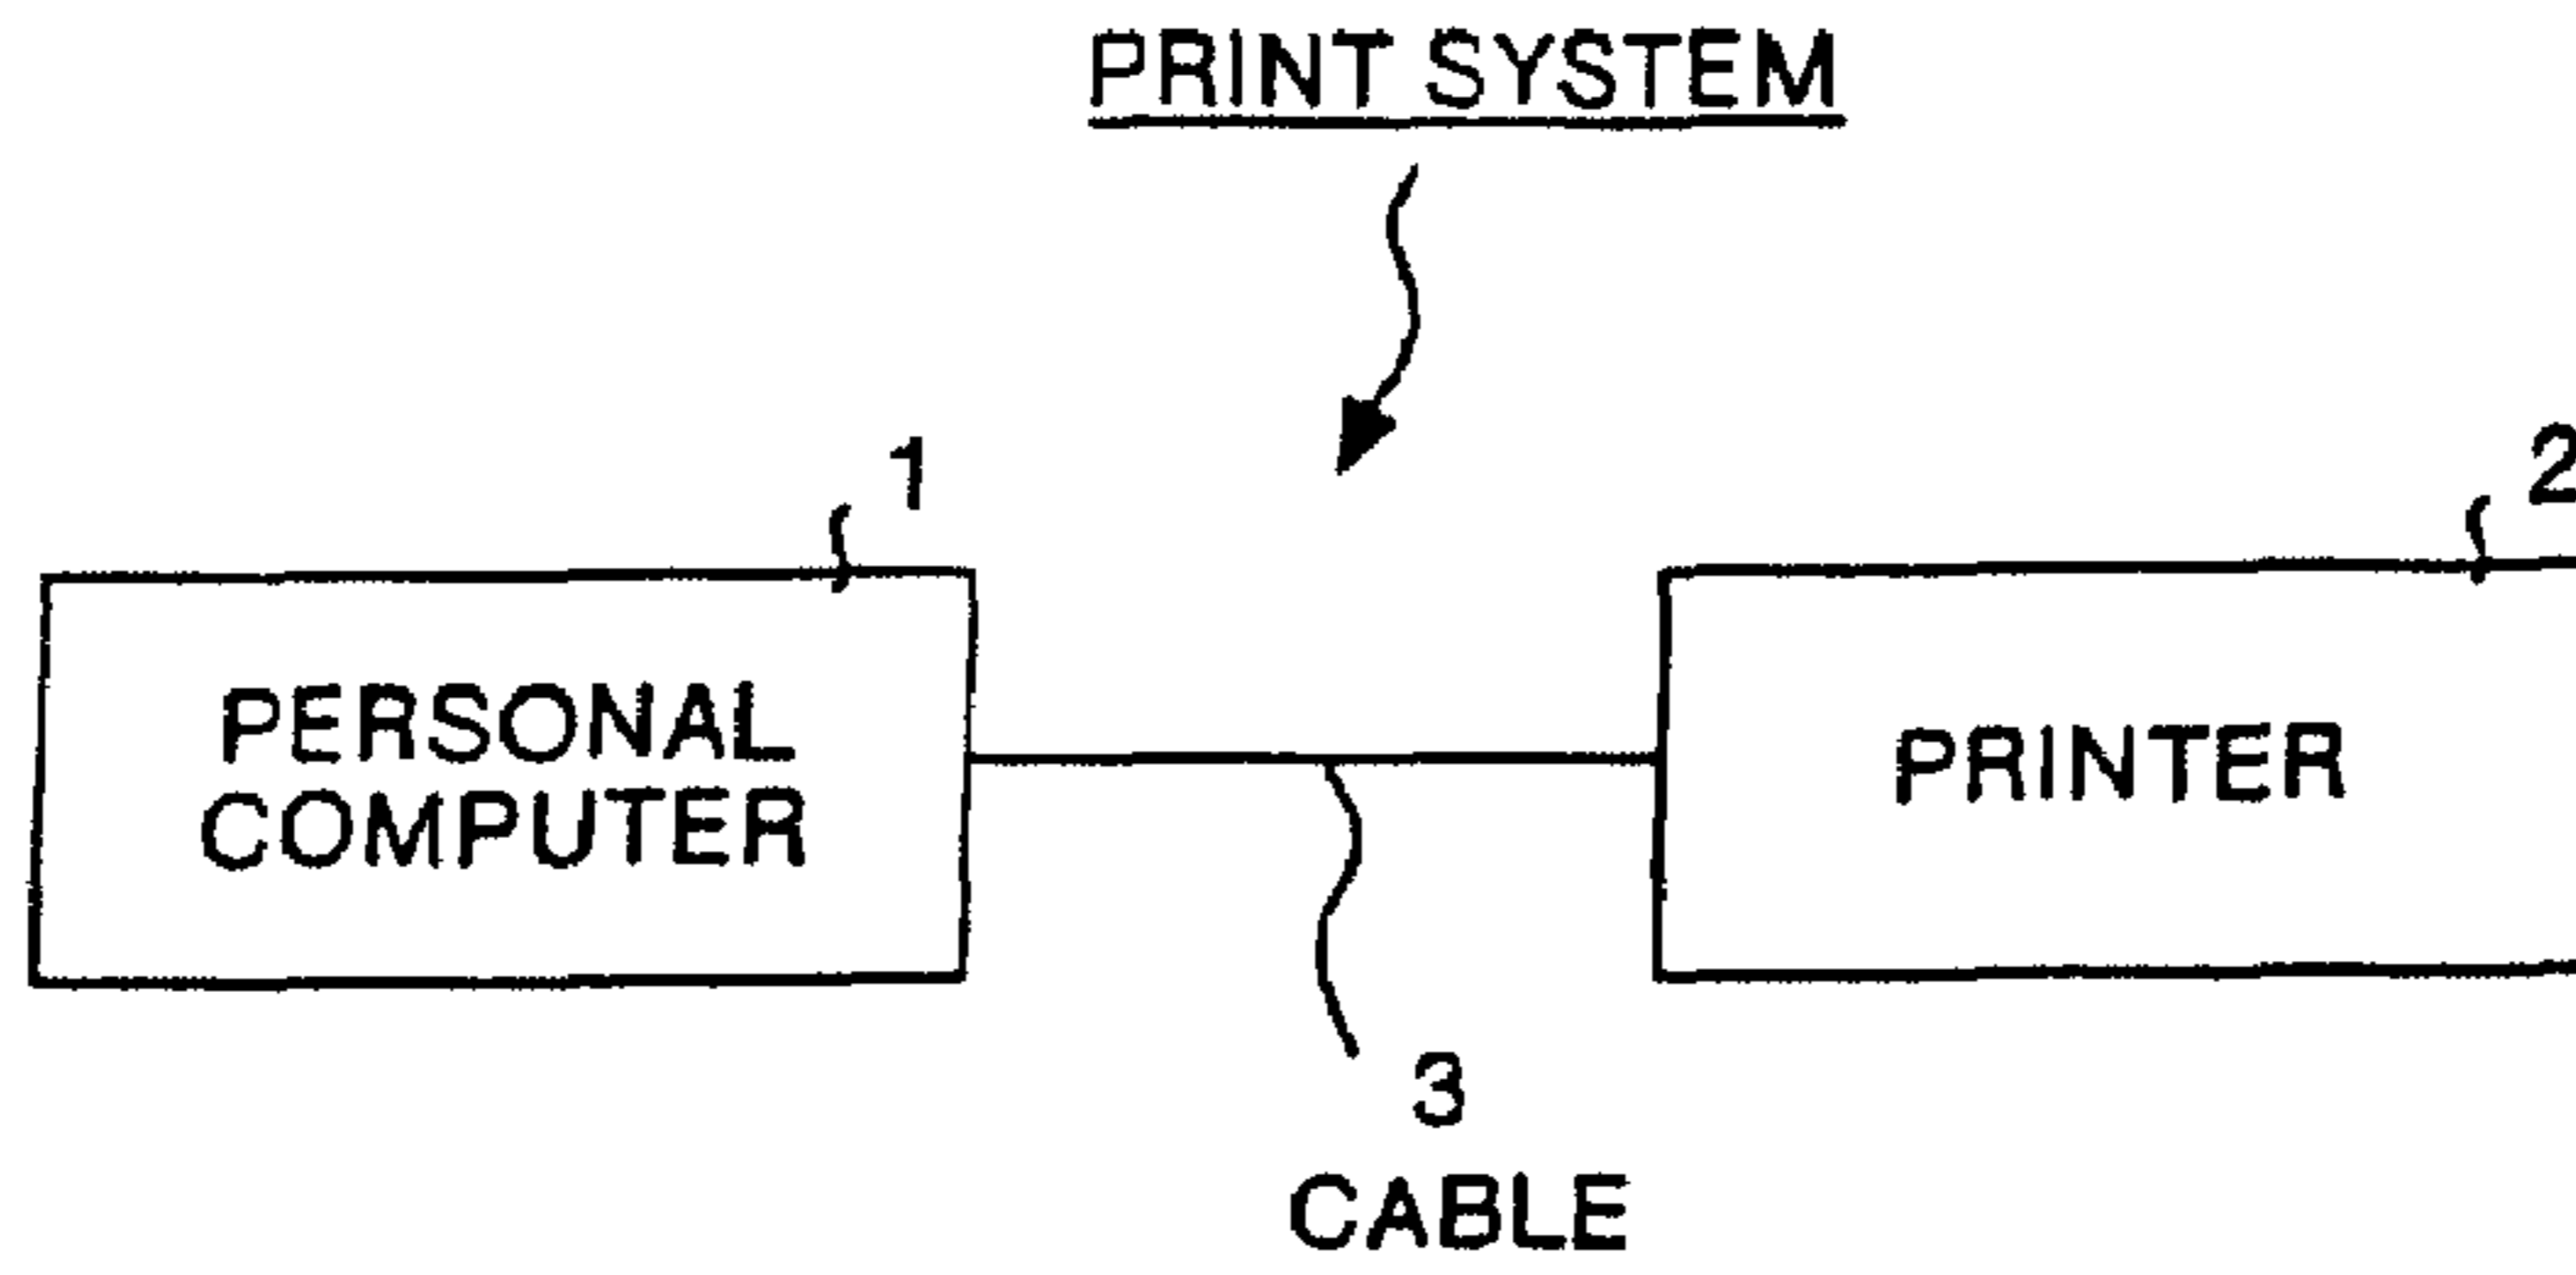 PRINT SYSTEM
1
2
PERSONAL
COMPUTER
PRINTER
3
CABLE